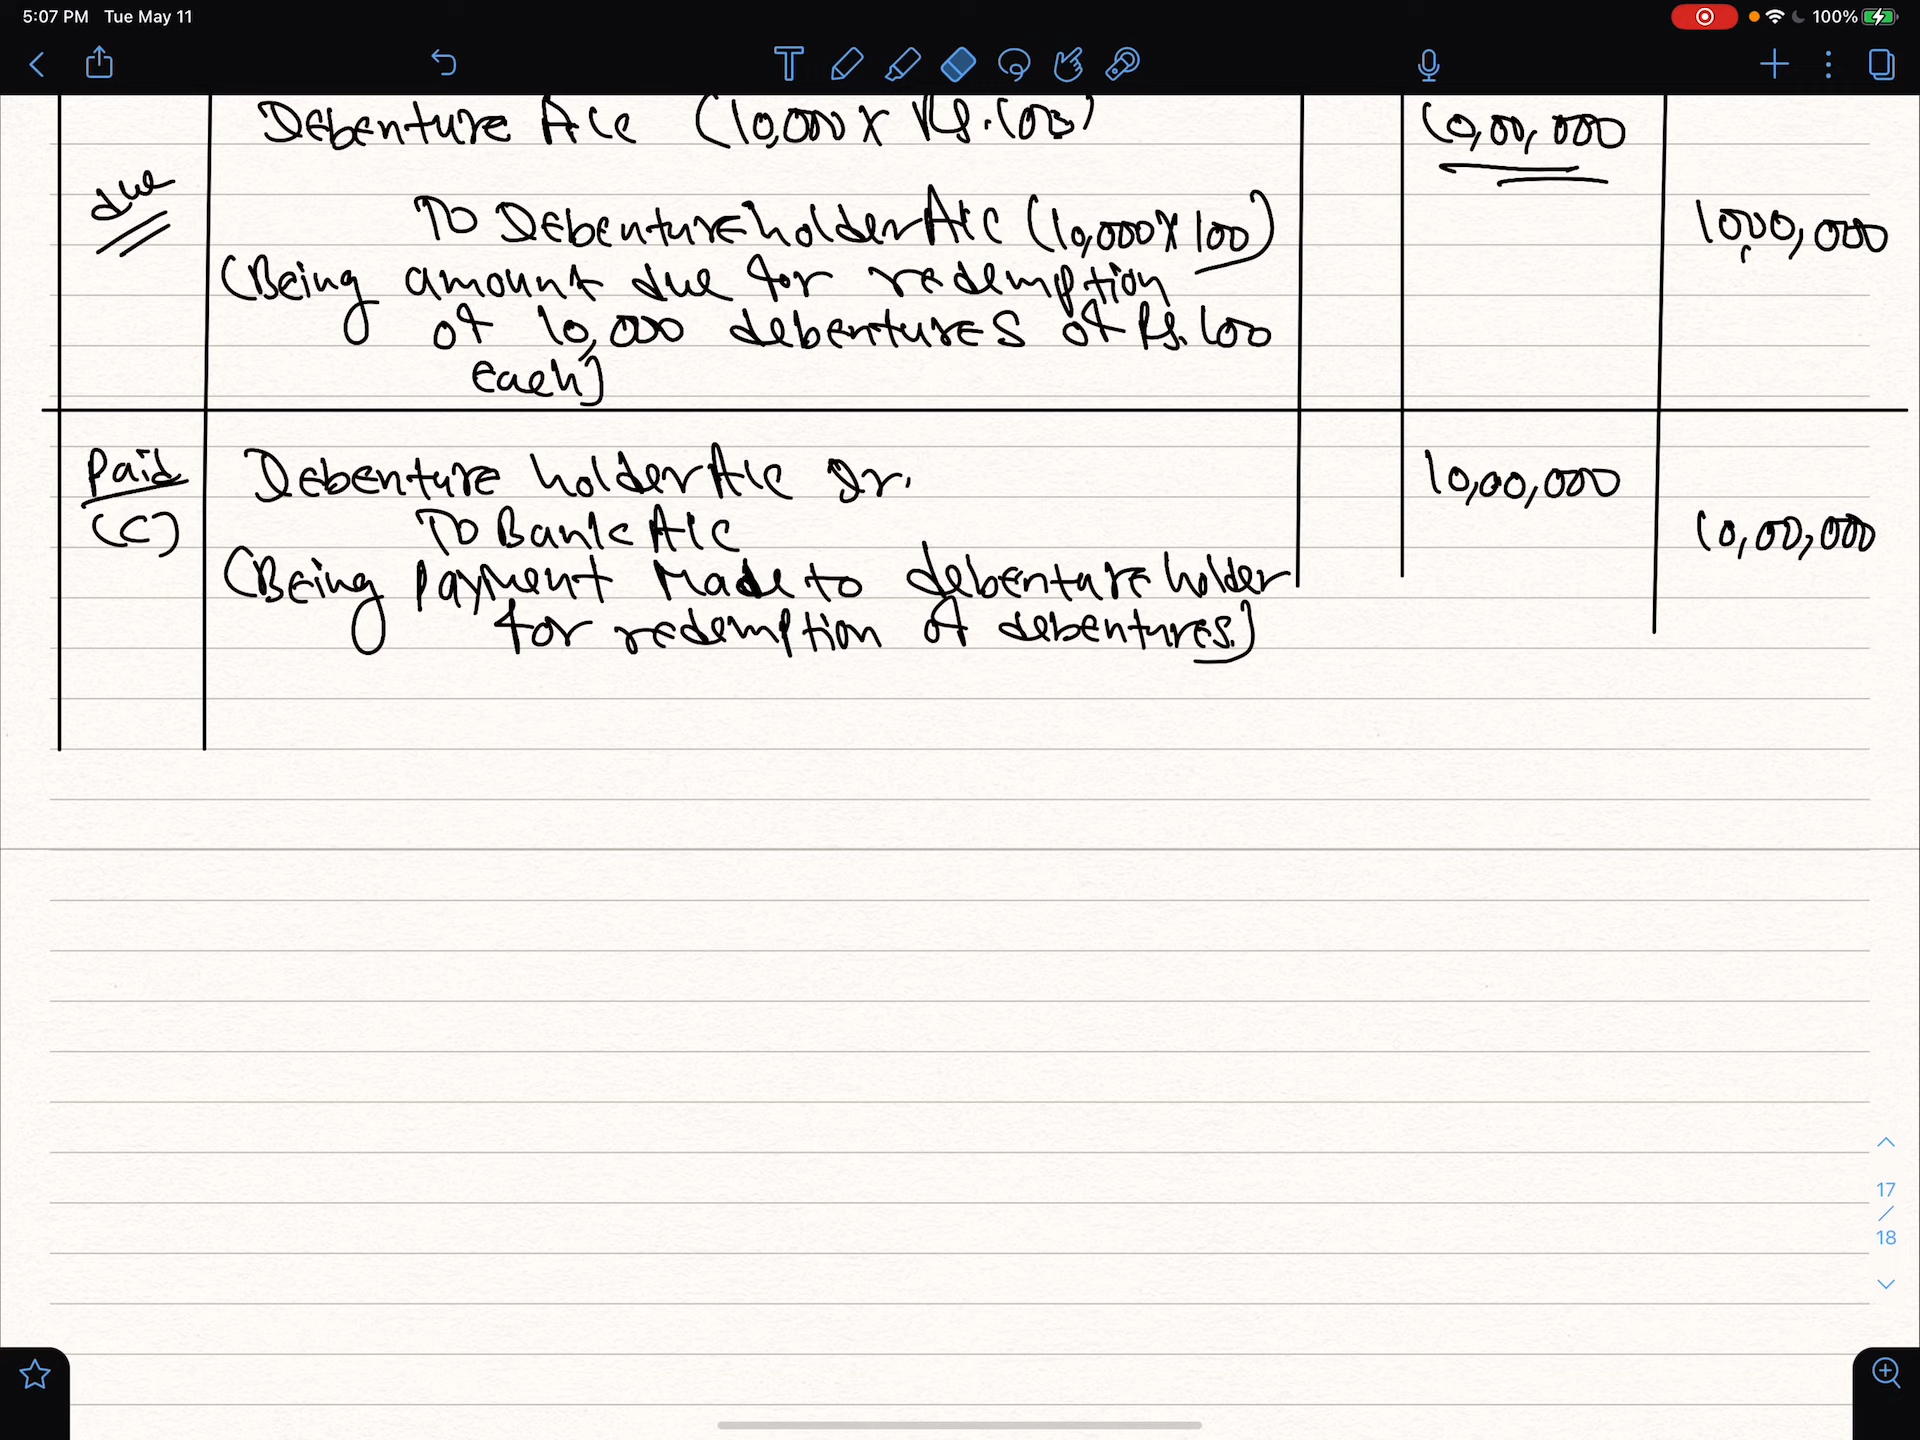 5:07 PM Tue May 11
100%
Debenture A/c (10,000 X Rs.100) 10,00,000
due
To Debentureholder A/c (10,000 X 100) 10,00,000
(Being amount due for redemption
of 10,000 debentures of Rs. 100
Each)
Paid Debenture holder A/c Dr. 10,00,000
(C) To Bank A/c 10,00,000
(Being payment made to debenture holder
for redemption of debentures.)
17
/
18